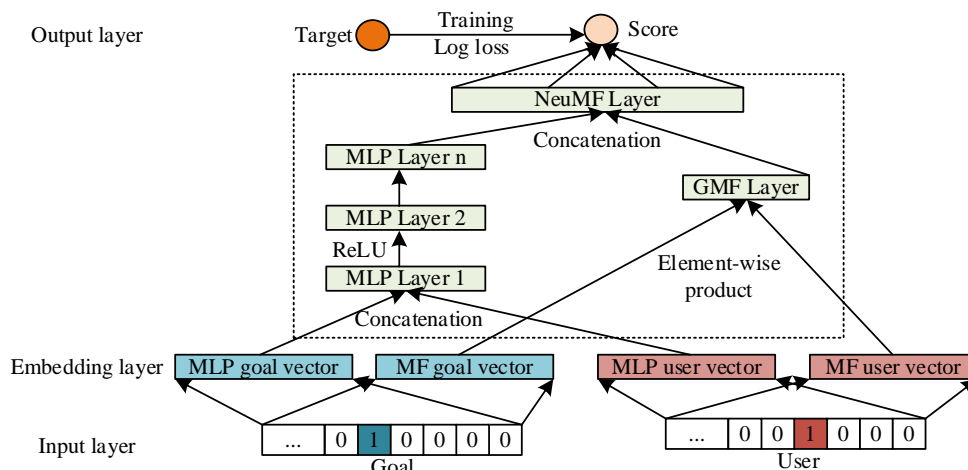 Output layer
Target
Training
Log loss
Score
NeuMF Layer
Concatenation
MLP Layer n
GMF Layer
MLP Layer 2
ReLU
MLP Layer 1
Element-wise
product
Concatenation
Embedding layer
MLP goal vector
MF goal vector
MLP user vector
MF user vector
Input layer
... 0 1 0 0 0 0
Goal
... 0 0 1 0 0 0
User